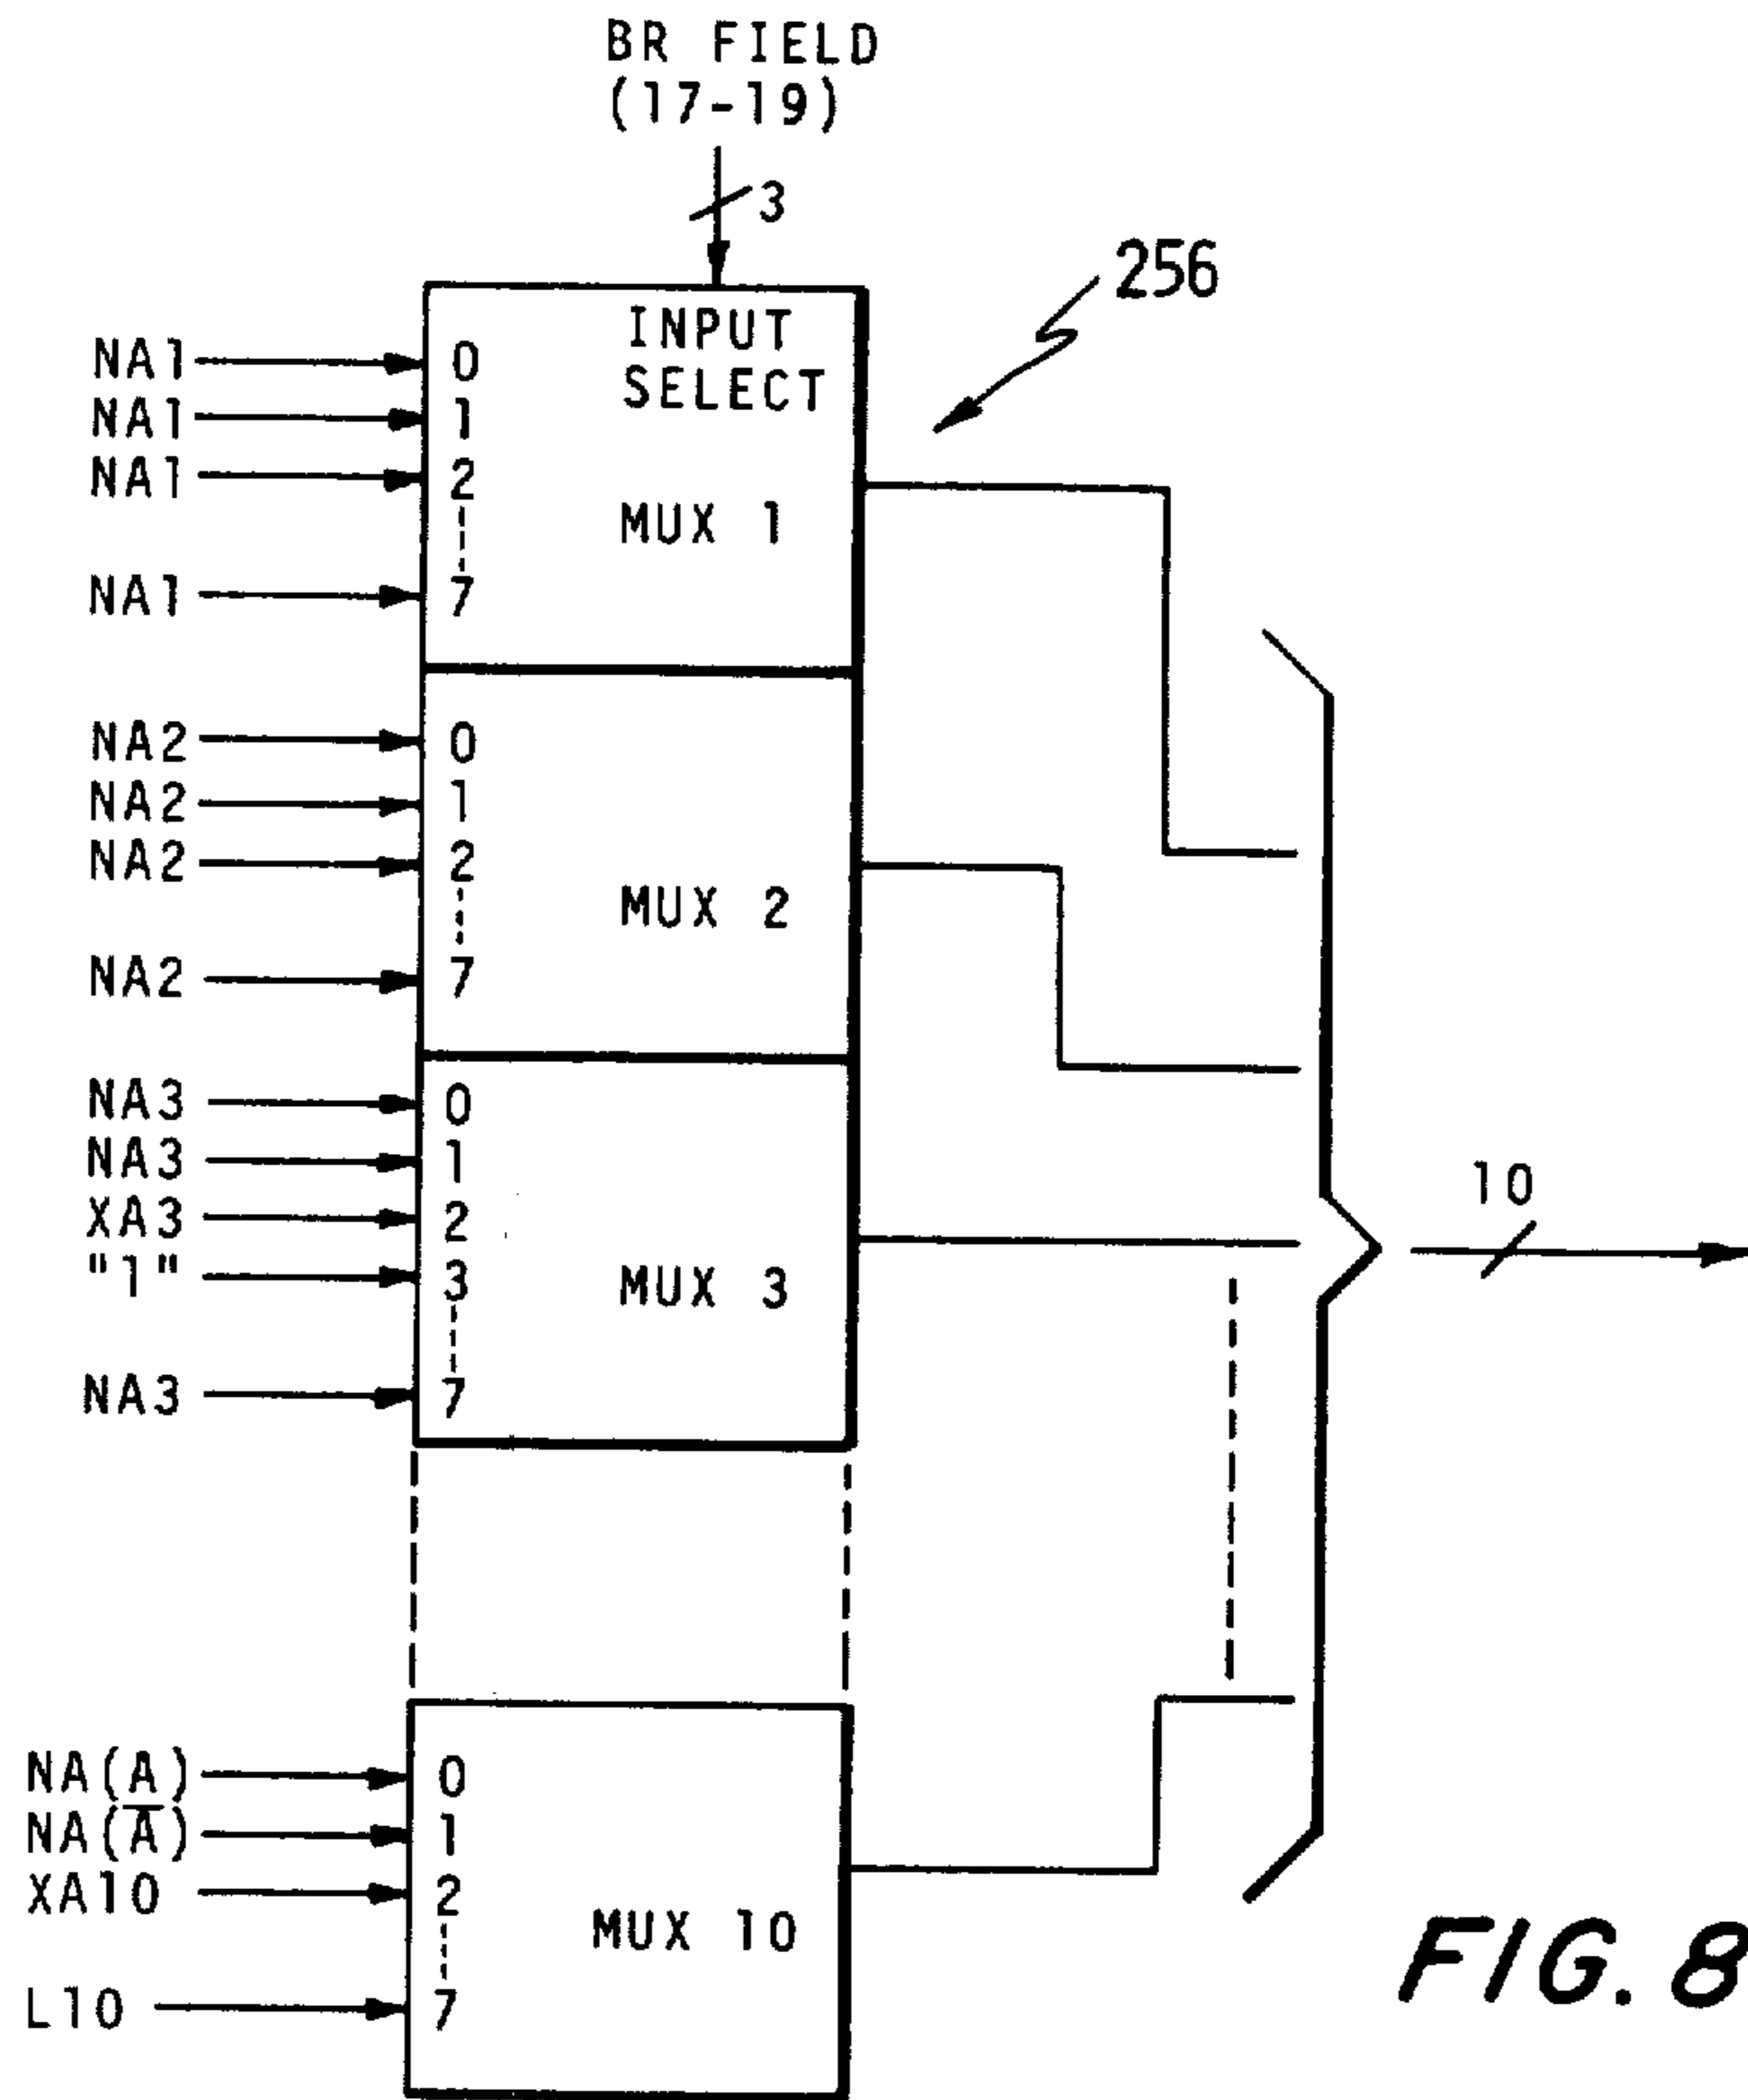 BR FIELD
(17-19)
3
256
INPUT
SELECT
NA1 0
NA1 1
NA1 2
MUX 1
NA1 7
NA2 0
NA2 1
NA2 2
MUX 2
NA2 7
NA3 0
NA3 1
XA3 2
"1" 3
MUX 3
NA3 7
10
NA(A) 0
NA(A̅) 1
XA10 2
MUX 10
L10 7
FIG. 8